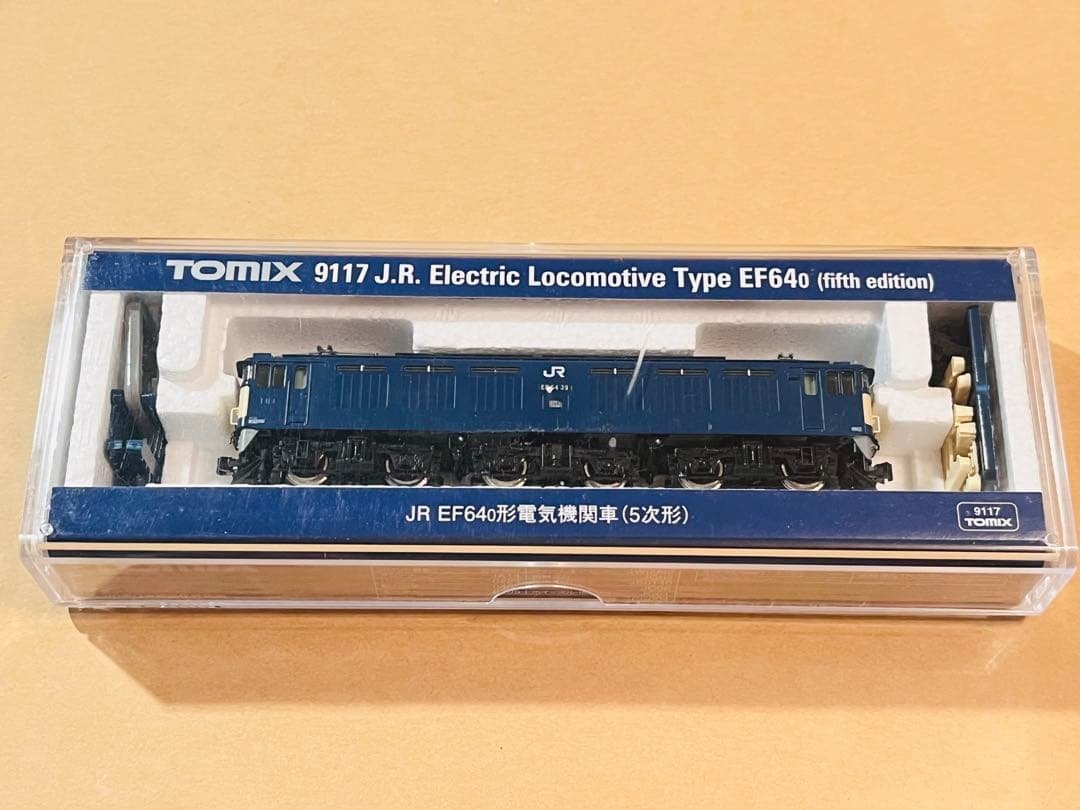 TOMIX 9117 J.R. Electric Locomotive Type EF640 (fifth edition)
JR
JR EF640形電気機関車(5次形)
9117
TOMIX